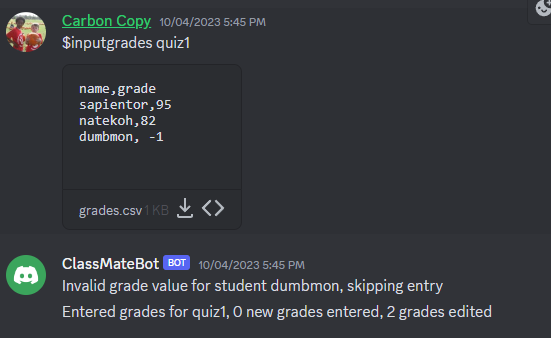 Carbon Copy 10/04/2023 5:45 PM
$inputgrades quiz1
name,grade
sapientor,95
natekoh,82
dumbmon, -1
grades.csv 1 KB
ClassMateBot BOT 10/04/2023 5:45 PM
Invalid grade value for student dumbmon, skipping entry
Entered grades for quiz1, 0 new grades entered, 2 grades edited